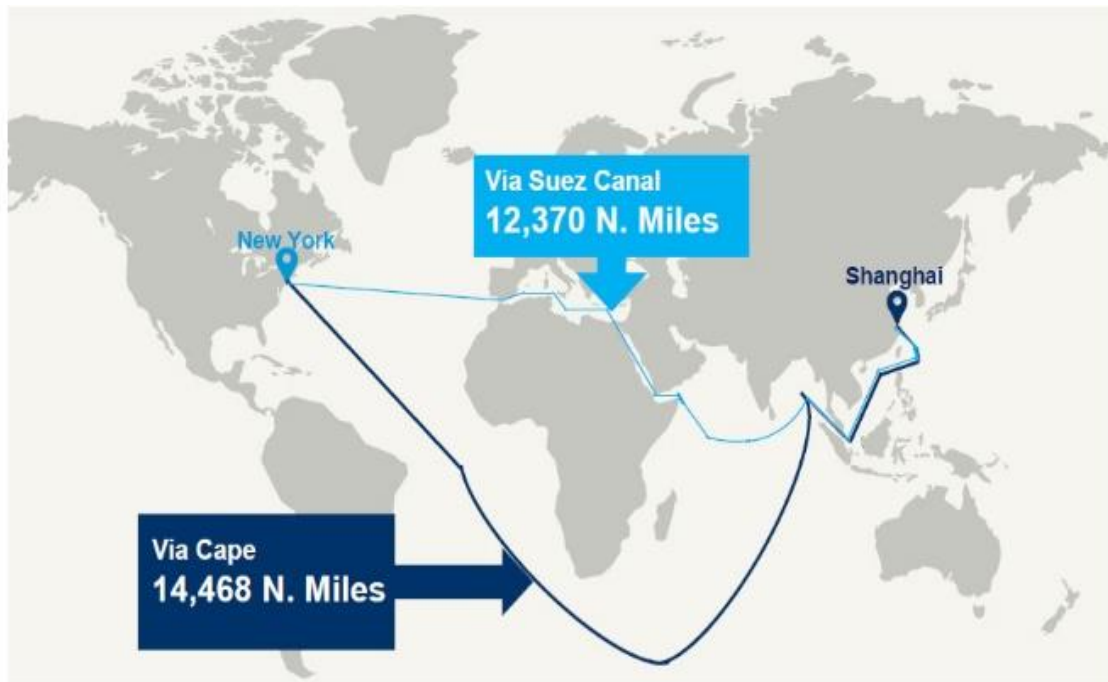 Via Suez Canal
12,370 N. Miles
New York
Shanghai
Via Cape
14,468 N. Miles